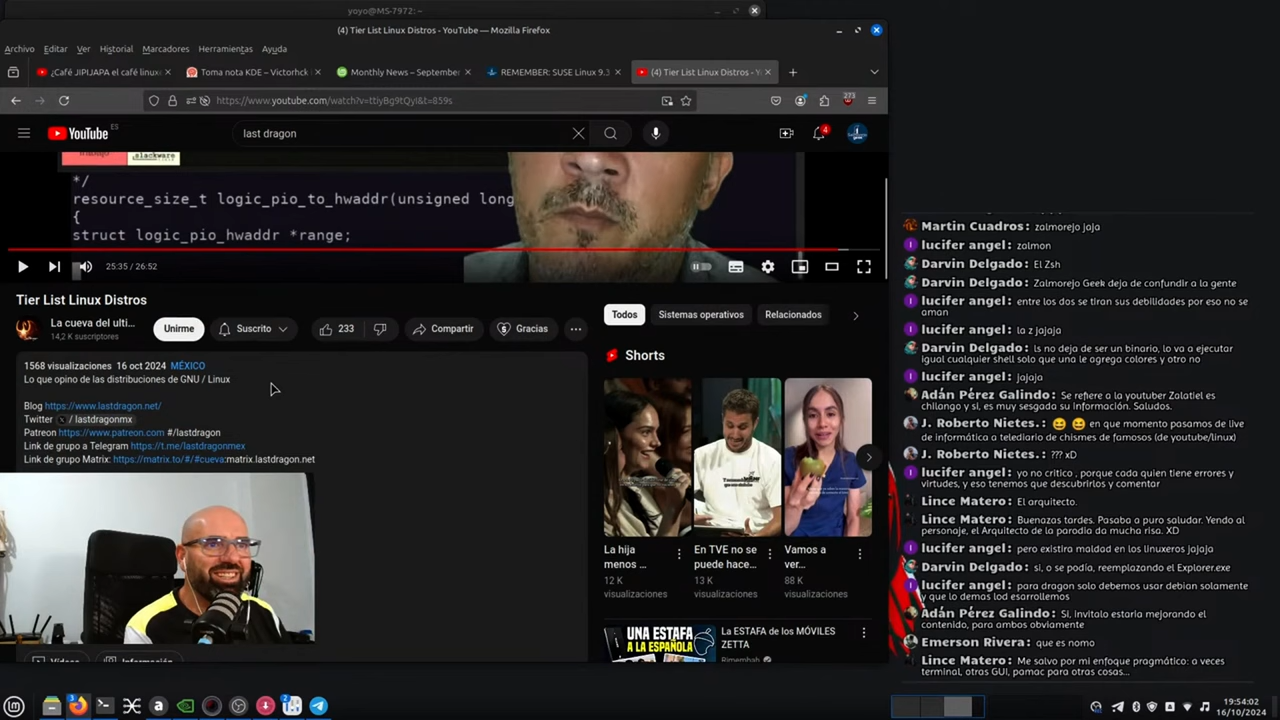 yoyo@MS-7972: ~
(4) Tier List Linux Distros - YouTube — Mozilla Firefox
Archivo Editar Ver Historial Marcadores Herramientas Ayuda
¿Café JIPIJAPA el café linuxe
Toma nota KDE – Victorhck
Monthly News – September
REMEMBER: SUSE Linux 9.3
(4) Tier List Linux Distros - Y
https://www.youtube.com/watch?v=ttiyBg9tQyI&t=859s
273
YouTube ES
last dragon
4
slackware
*/
resource_size_t logic_pio_to_hwaddr(unsigned long
{
struct logic_pio_hwaddr *range;
25:35 / 26:52
Tier List Linux Distros
La cueva del ulti...
14,2 K suscriptores
Unirme
Suscrito
233
Compartir
Gracias
1568 visualizaciones 16 oct 2024 MÉXICO
Lo que opino de las distribuciones de GNU / Linux
Blog https://www.lastdragon.net/
Twitter X / lastdragonmx
Patreon https://www.patreon.com #/lastdragon
Link de grupo a Telegram https://t.me/lastdragonmex
Link de grupo Matrix: https://matrix.to/#/#cueva:matrix.lastdragon.net
Vídeos
Información
Todos
Sistemas operativos
Relacionados
Shorts
La hija menos ...
12 K visualizaciones
En TVE no se puede hace...
13 K visualizaciones
Vamos a ver...
88 K visualizaciones
UNA ESTAFA
A LA ESPAÑOLA
La ESTAFA de los MÓVILES
ZETTA
Rimembah
Martin Cuadros: zalmorejo jaja
lucifer angel: zalmon
Darvin Delgado: El Zsh
Darvin Delgado: Zalmorejo Geek deja de confundir a la gente
lucifer angel: entre los dos se tiran sus debilidades por eso no se
aman
lucifer angel: la z jajaja
Darvin Delgado: ls no deja de ser un binario, lo va a ejecutar
igual cualquier shell solo que una le agrega colores y otro no
lucifer angel: jajaja
Adán Pérez Galindo: Se refiere a la youtuber Zalatiel es
chilango y si, es muy sesgada su información. Saludos.
J. Roberto Nietes.: 😆 😆 en que momento pasamos de live
de informática a telediario de chismes de famosos (de youtube/linux)
J. Roberto Nietes.: ??? xD
lucifer angel: yo no critico , porque cada quien tiene errores y
virtudes, y eso tenemos que descubrirlos y comentar
Lince Matero: El arquitecto.
Lince Matero: Buenazas tardes. Pasaba a puro saludar. Yendo al
personaje, el Arquitecto de la parodia da mucha risa. XD
lucifer angel: pero existira maldad en los linuxeros jajaja
Darvin Delgado: si, o se podía, reemplazando el Explorer.exe
lucifer angel: para dragon solo debemos usar debian solamente
y que lo demas lod esarrollemos
Adán Pérez Galindo: Si, invitalo estaria mejorando el
contenido, para ambos obviamente
Emerson Rivera: que es nomo
Lince Matero: Me salvo por mi enfoque pragmático: a veces
terminal, otras GUI, pamac para otras cosas...
19:54:02
16/10/2024